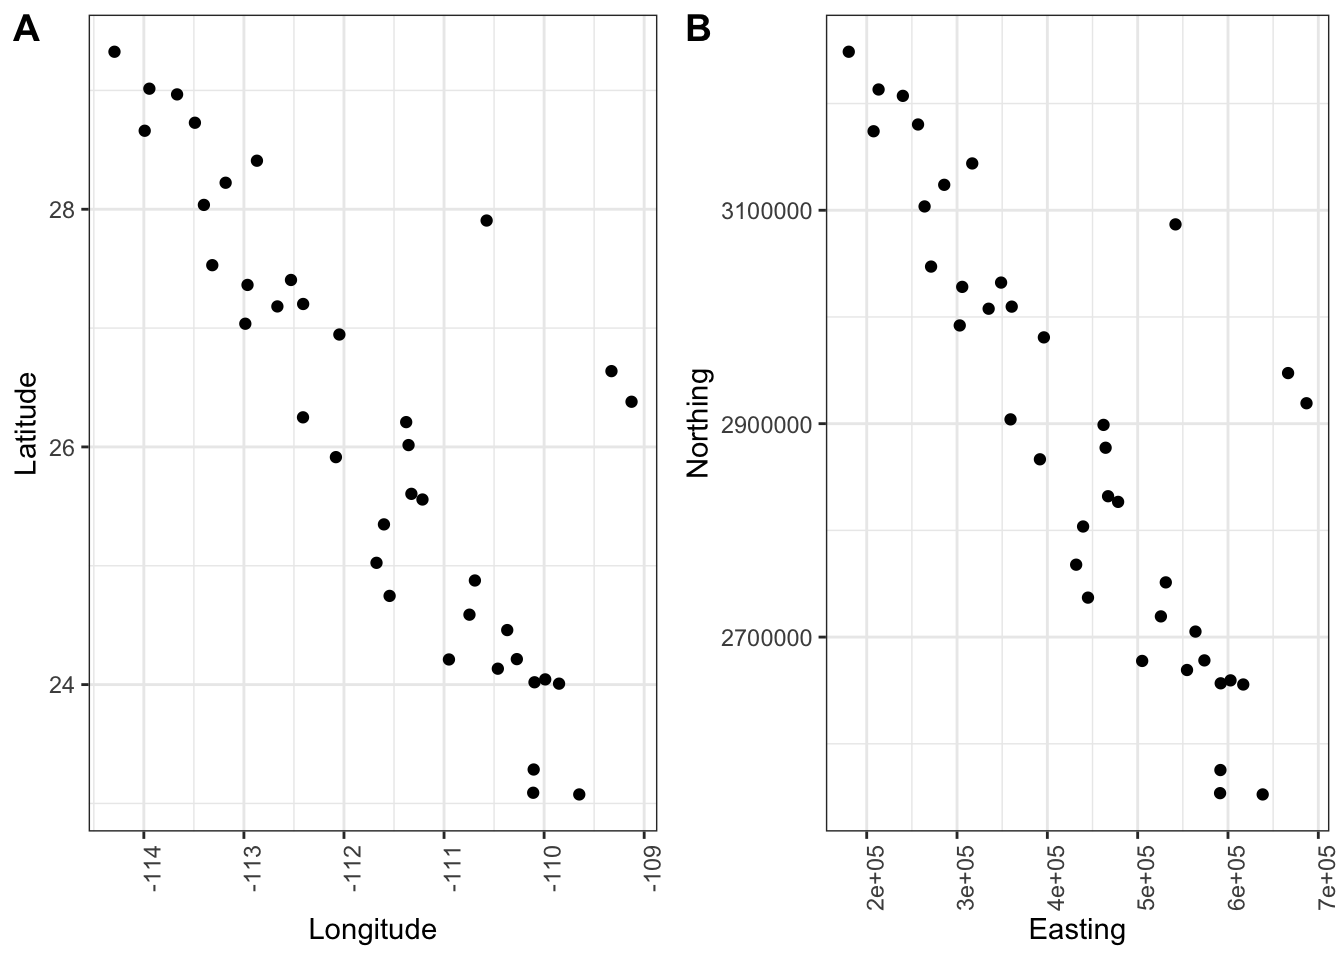 A
Latitude
28
26
24
-114
-113
-112
-111
-110
-109
Longitude
B
Northing
3100000
2900000
2700000
2e+05
3e+05
4e+05
5e+05
6e+05
7e+05
Easting